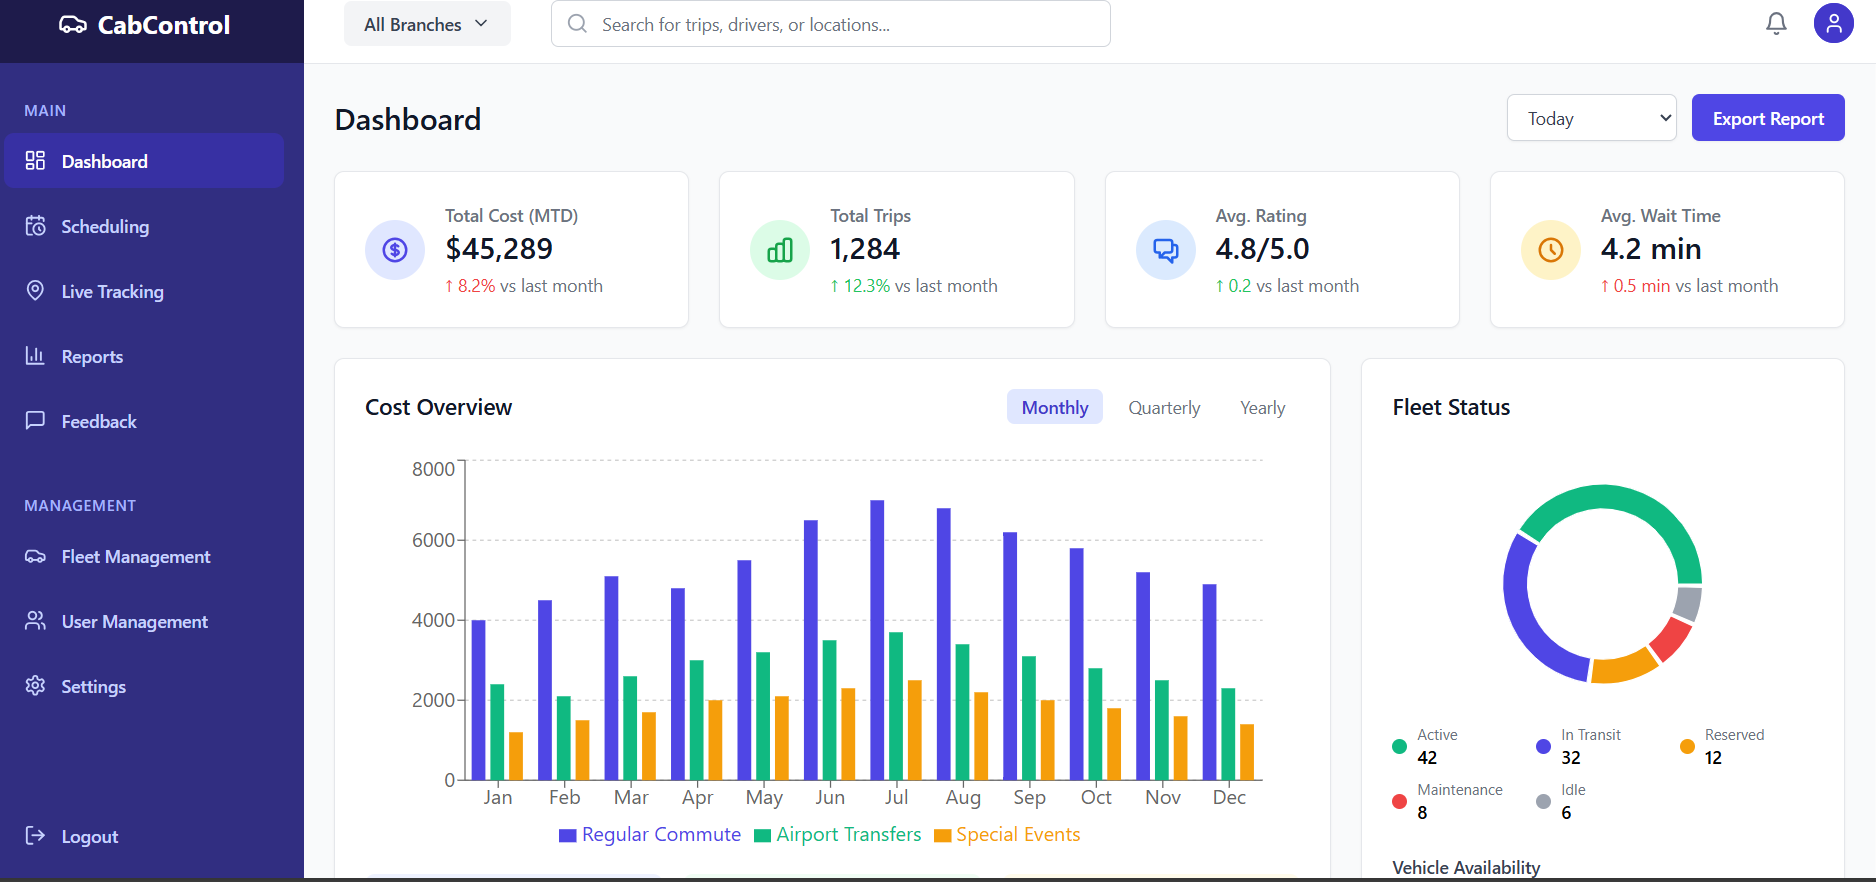 CabControl
All Branches
Search for trips, drivers, or locations...
MAIN
Dashboard
Scheduling
Live Tracking
Reports
Feedback
MANAGEMENT
Fleet Management
User Management
Settings
Logout
Dashboard
Today
Export Report
Total Cost (MTD)
$45,289
↑ 8.2% vs last month
Total Trips
1,284
↑ 12.3% vs last month
Avg. Rating
4.8/5.0
↑ 0.2 vs last month
Avg. Wait Time
4.2 min
↑ 0.5 min vs last month
Cost Overview
Monthly Quarterly Yearly
8000
6000
4000
2000
0
Jan Feb Mar Apr May Jun Jul Aug Sep Oct Nov Dec
Regular Commute Airport Transfers Special Events
Fleet Status
Active
42
In Transit
32
Reserved
12
Maintenance
8
Idle
6
Vehicle Availability